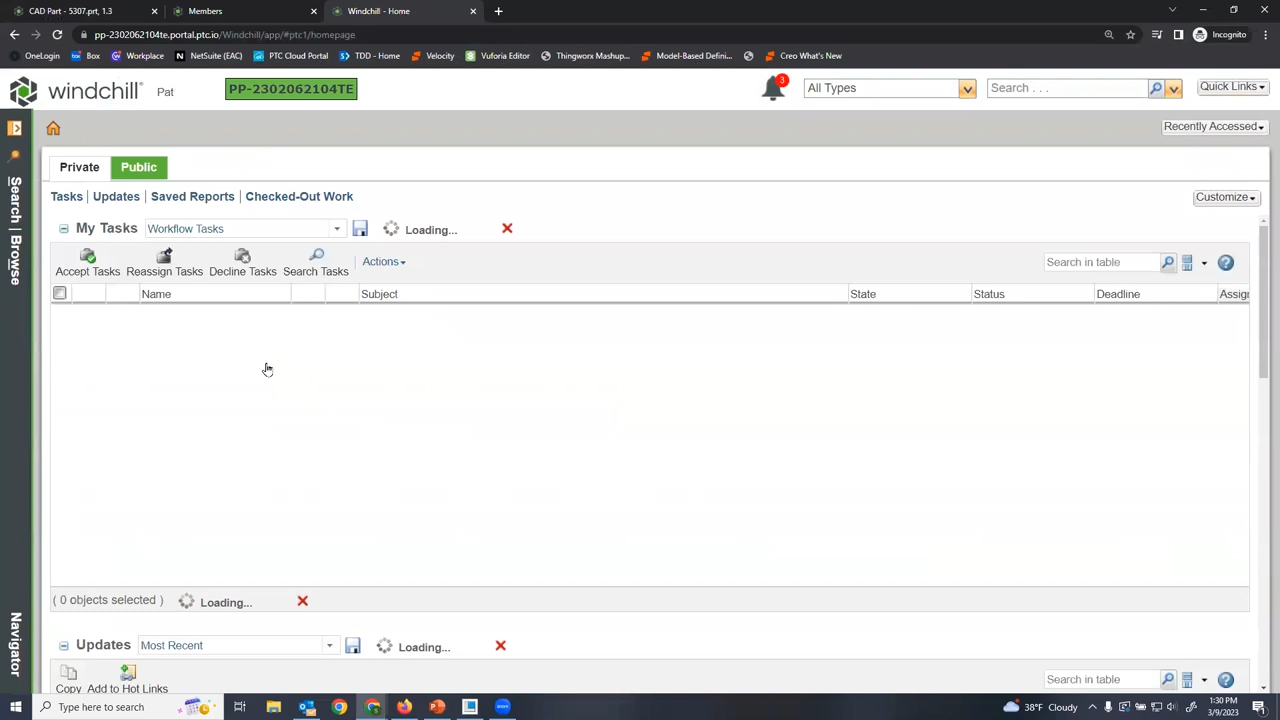 CAD Part - 5307.prt, 1.3
Members
Windchill - Home
pp-2302062104te.portal.ptc.io/Windchill/app/#ptc1/homepage
Incognito
OneLogin
QAD
Workplace
NetSuite (EAC)
PTC Cloud Portal
TDD - Home
Velocity
Vuforia Editor
Thingworx Mashup...
Model-Based Defini...
Creo What's New
windchill
Pat
PP-2302062104TE
3
All Types
Search . . .
Quick Links
Recently Accessed
Search | Browse
Navigator
Private
Public
Tasks | Updates | Saved Reports | Checked-Out Work
Customize
My Tasks
Workflow Tasks
Loading...
Accept Tasks
Reassign Tasks
Decline Tasks
Search Tasks
Actions
Search in table
Name
Subject
State
Status
Deadline
Assign
( 0 objects selected )
Loading...
Updates
Most Recent
Loading...
Copy
Add to Hot Links
Search in table
Type here to search
38°F Cloudy
1:30 PM
3/9/2023